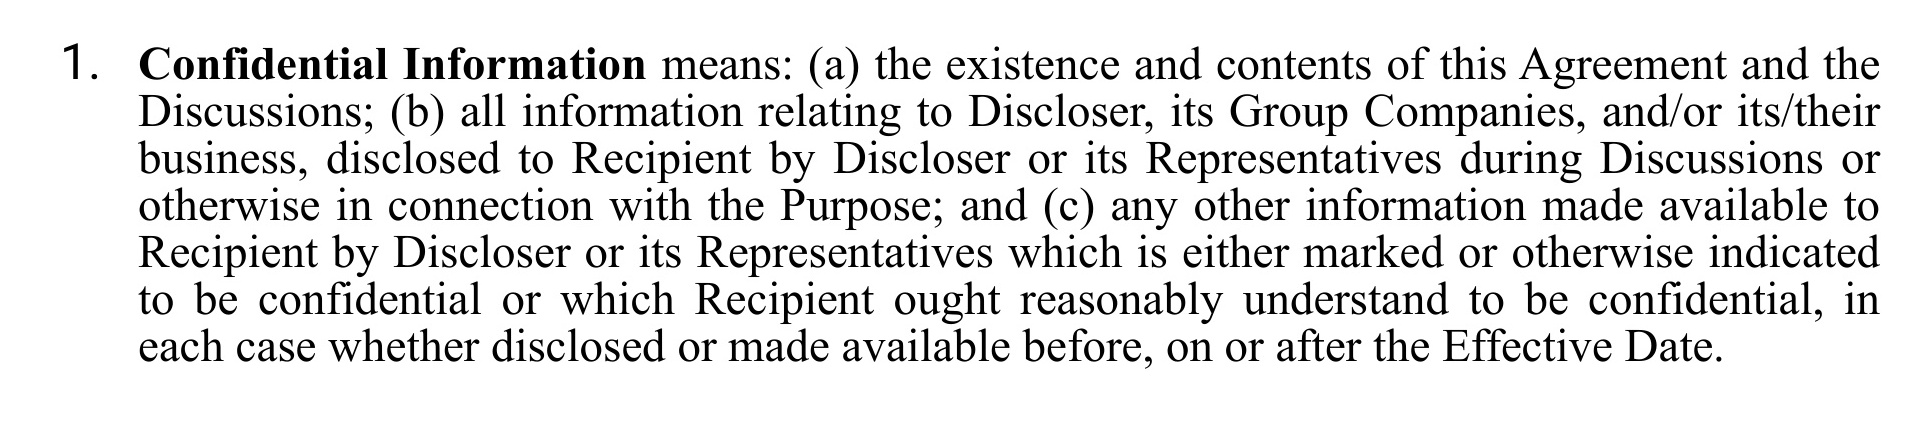 1. Confidential Information means: (a) the existence and contents of this Agreement and the
Discussions; (b) all information relating to Discloser, its Group Companies, and/or its/their
business, disclosed to Recipient by Discloser or its Representatives during Discussions or
otherwise in connection with the Purpose; and (c) any other information made available to
Recipient by Discloser or its Representatives which is either marked or otherwise indicated
to be confidential or which Recipient ought reasonably understand to be confidential, in
each case whether disclosed or made available before, on or after the Effective Date.